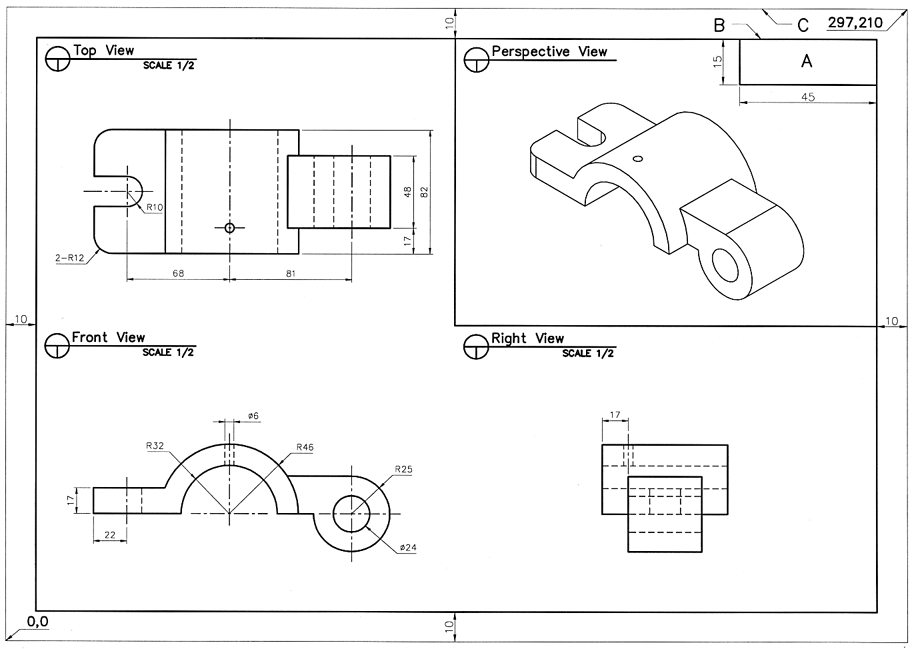 10
B
C
297,210
Top View
SCALE 1/2
Perspective View
15
A
45
R10
48
82
17
2-R12
68
81
10
10
Front View
SCALE 1/2
Right View
SCALE 1/2
ø6
R32
R46
R25
17
22
ø24
17
0,0
10